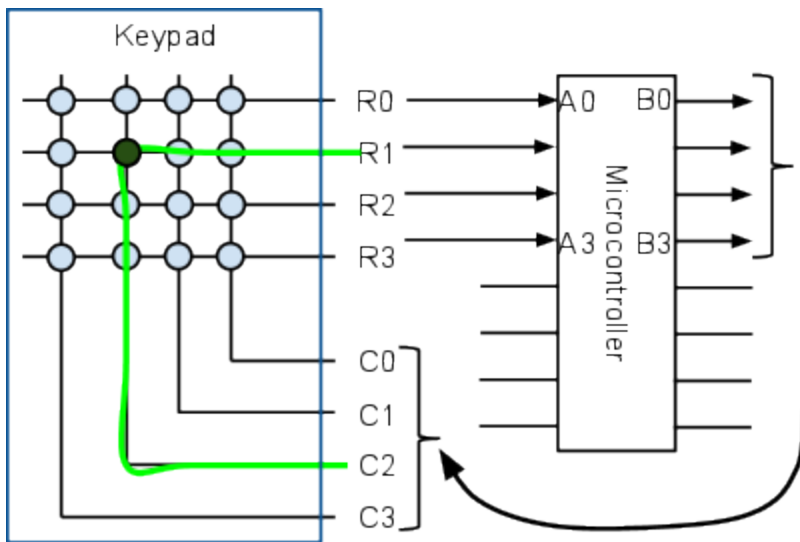 Keypad
R0
R1
R2
R3
C0
C1
C2
C3
A0 B0
A3 B3
Microcontroller